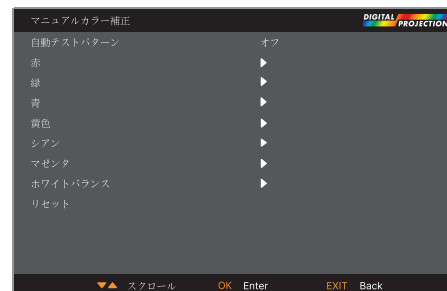 マニュアルカラー補正
DIGITAL PROJECTION
自動テストパターン オフ
赤
緑
青
黄色
シアン
マゼンタ
ホワイトバランス
リセット
スクロール OK Enter EXIT Back